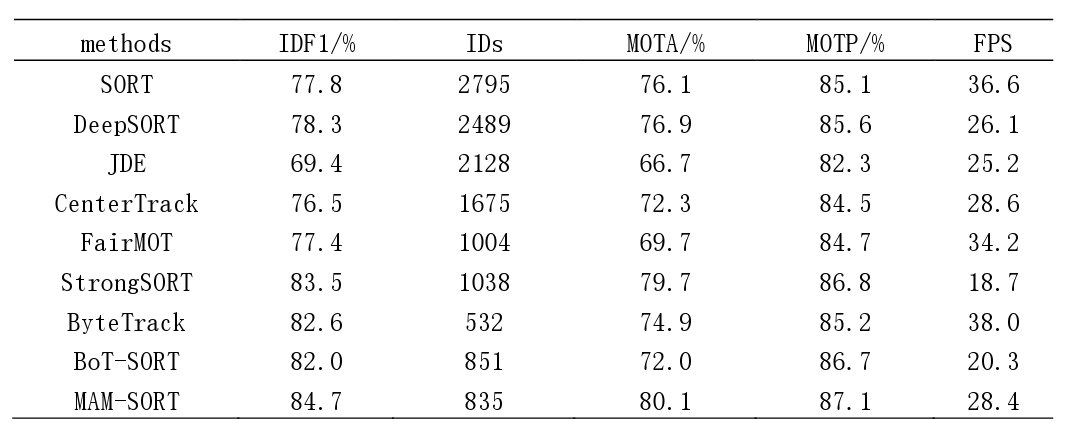 methods IDF1/% IDs MOTA/% MOTP/% FPS
SORT 77.8 2795 76.1 85.1 36.6
DeepSORT 78.3 2489 76.9 85.6 26.1
JDE 69.4 2128 66.7 82.3 25.2
CenterTrack 76.5 1675 72.3 84.5 28.6
FairMOT 77.4 1004 69.7 84.7 34.2
StrongSORT 83.5 1038 79.7 86.8 18.7
ByteTrack 82.6 532 74.9 85.2 38.0
BoT-SORT 82.0 851 72.0 86.7 20.3
MAM-SORT 84.7 835 80.1 87.1 28.4